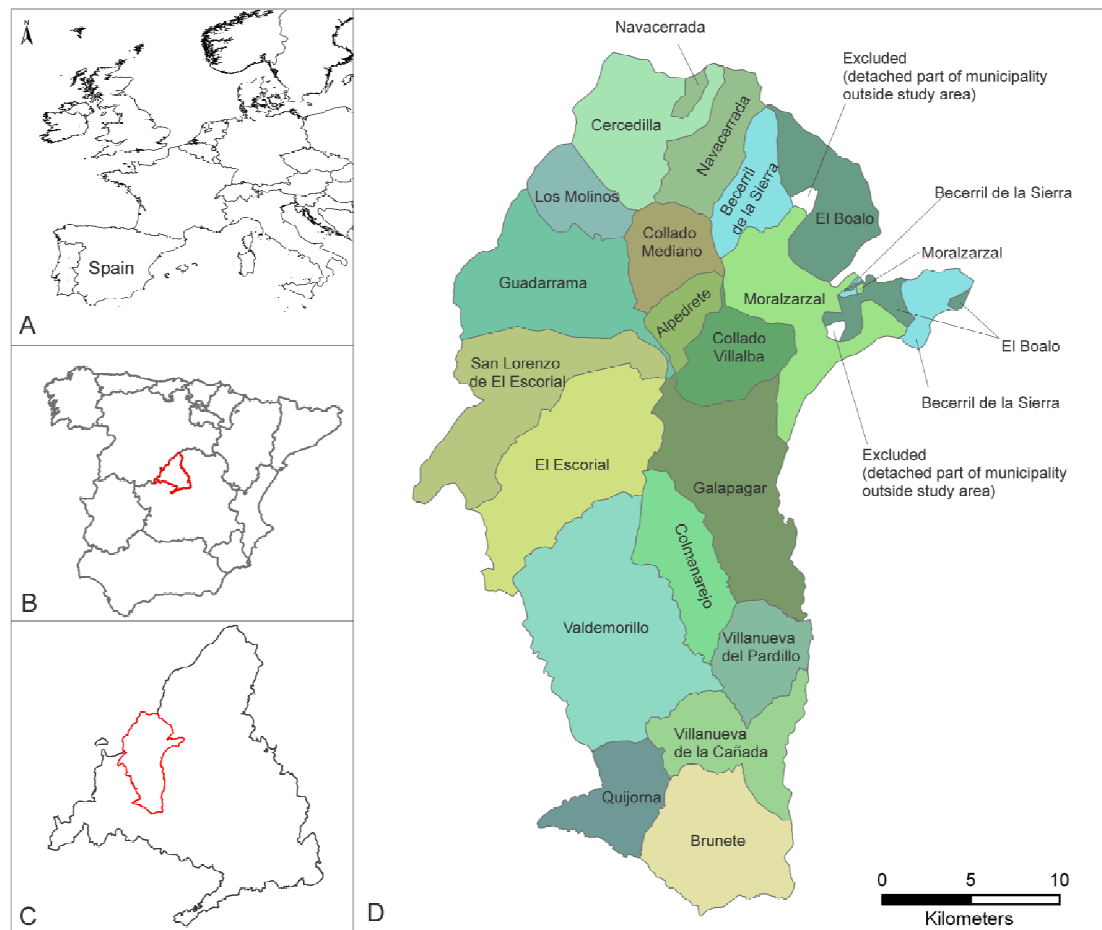 N
Spain
A
B
C
Navacerrada
Excluded
(detached part of municipality
outside study area)
Cercedilla
Navacerrada
Becerril
de la Sierra
Becerril de la Sierra
Los Molinos
El Boalo
Collado
Mediano
Moralzarzal
Guadarrama
Moralzarzal
Alpedrete
Collado
Villalba
El Boalo
San Lorenzo
de El Escorial
Becerril de la Sierra
Excluded
(detached part of municipality
outside study area)
El Escorial
Galapagar
Colmenarejo
Valdemorillo
Villanueva
del Pardillo
Villanueva
de la Cañada
Quijorna
Brunete
D
0 5 10
Kilometers